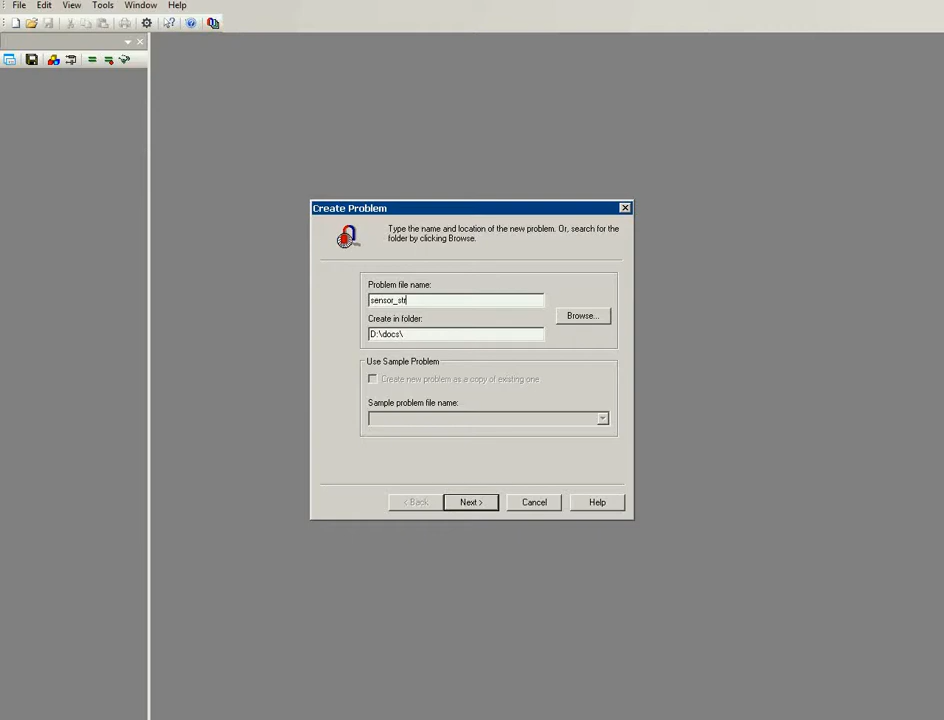 File Edit View Tools Window Help
Create Problem
Type the name and location of the new problem. Or, search for the
folder by clicking Browse.
Problem file name:
sensor_str
Create in folder:
D:\docs\
Browse...
Use Sample Problem
Create new problem as a copy of existing one
Sample problem file name:
< Back Next > Cancel Help